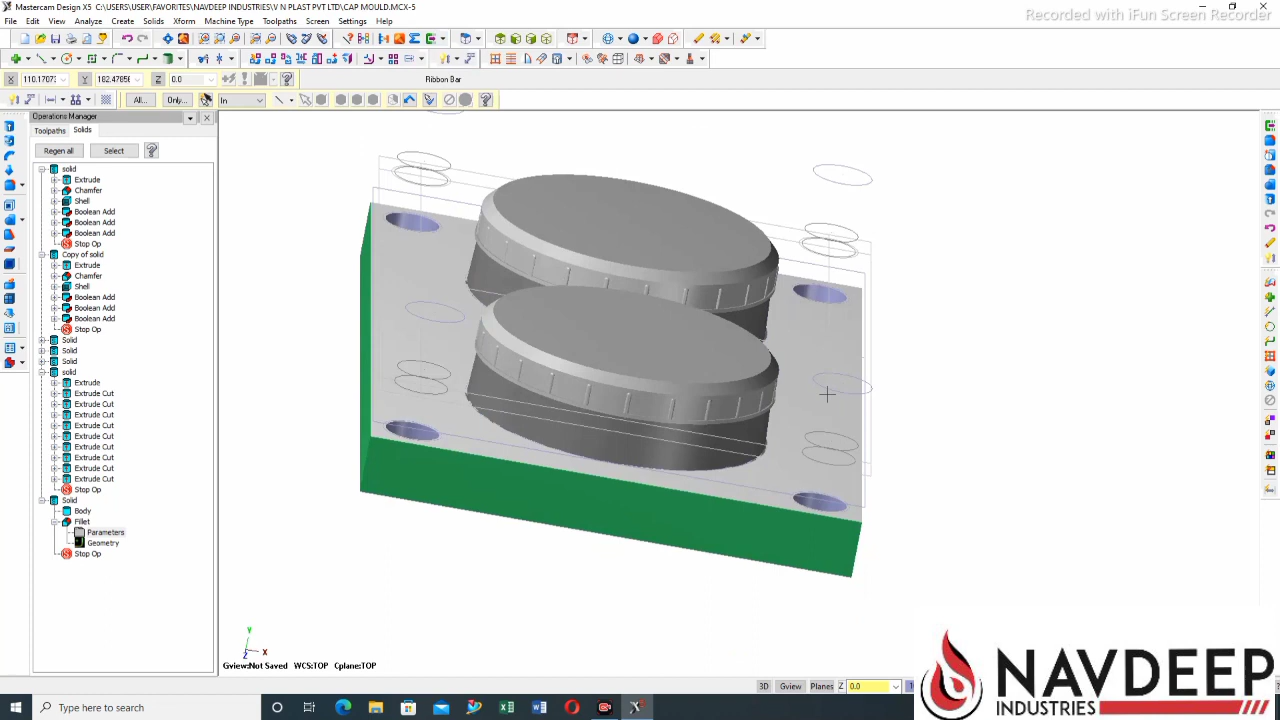 Mastercam Design X5 C:\USERS\USER\FAVORITES\NAVDEEP INDUSTRIES\V N PLAST PVT LTD\CAP MOULD.MCX-5
Recorded with iFun Screen Recorder
File Edit View Analyze Create Solids Xform Machine Type Toolpaths Screen Settings Help
X 110.17073 Y 182.47856 Z 0.0 Ribbon Bar
All... Only... In
Operations Manager
Toolpaths Solids
Regen all Select
solid
Extrude
Chamfer
Shell
Boolean Add
Boolean Add
Boolean Add
Stop Op
Copy of solid
Extrude
Chamfer
Shell
Boolean Add
Boolean Add
Boolean Add
Stop Op
Solid
Solid
Solid
solid
Extrude
Extrude Cut
Extrude Cut
Extrude Cut
Extrude Cut
Extrude Cut
Extrude Cut
Extrude Cut
Extrude Cut
Extrude Cut
Stop Op
Solid
Body
Fillet
Parameters
Geometry
Stop Op
Y
Z X
Gview:Not Saved WCS:TOP Cplane:TOP
3D Gview Planes Z 0.0
NAVDEEP
INDUSTRIES
Type here to search